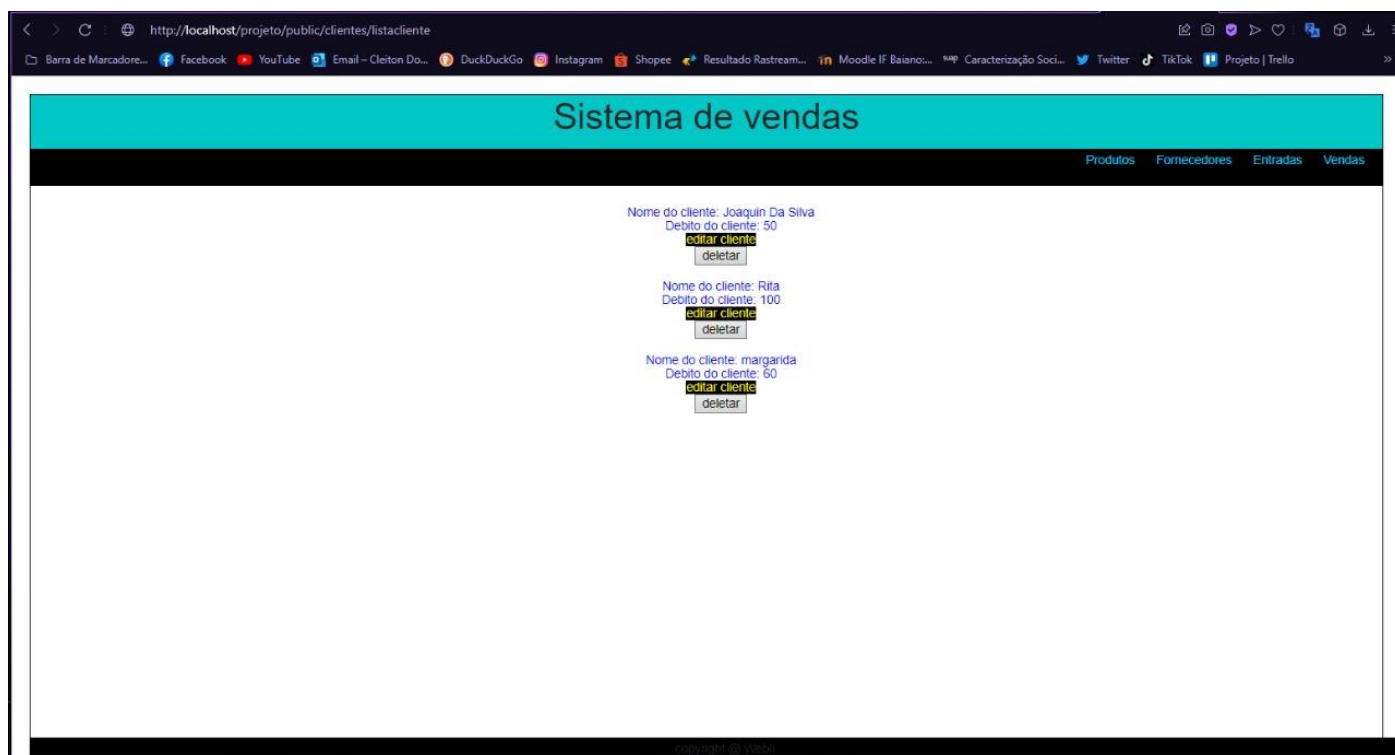 http://localhost/projeto/public/clientes/listacliente
Barra de Marcadore... Facebook YouTube Email – Cleiton Do... DuckDuckGo Instagram Shopee Resultado Rastream... Moodle IF Baiano:... suap Caracterização Soci... Twitter TikTok Projeto | Trello »
Sistema de vendas
Produtos Fornecedores Entradas Vendas
Nome do cliente: Joaquin Da Silva
Debito do cliente: 50
editar cliente
deletar
Nome do cliente: Rita
Debito do cliente: 100
editar cliente
deletar
Nome do cliente: margarida
Debito do cliente: 60
editar cliente
deletar
copyright @ WebII